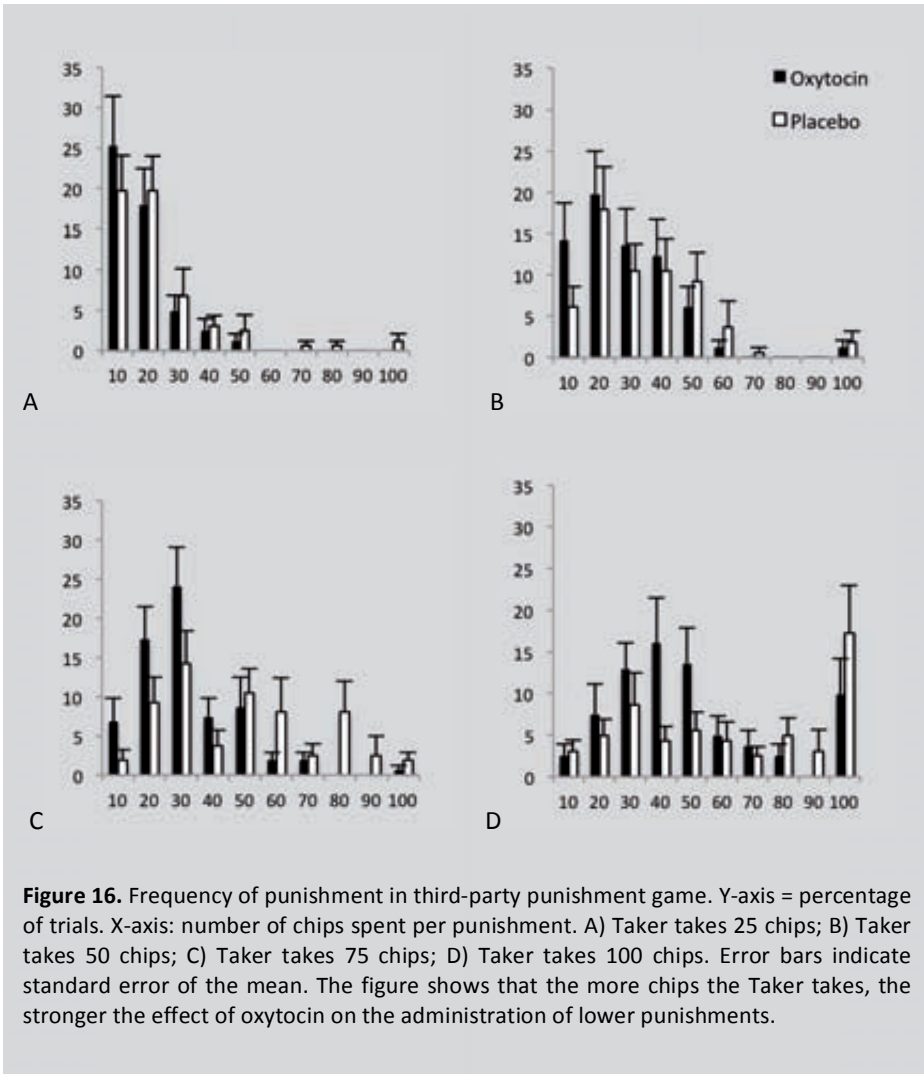 35
30
25
20
15
10
5
0
10 20 30 40 50 60 70 80 90 100
A
35
30
25
20
15
10
5
0
10 20 30 40 50 60 70 80 90 100
B
Oxytocin
Placebo
35
30
25
20
15
10
5
0
10 20 30 40 50 60 70 80 90 100
C
35
30
25
20
15
10
5
0
10 20 30 40 50 60 70 80 90 100
D
Figure 16. Frequency of punishment in third-party punishment game. Y-axis = percentage
of trials. X-axis: number of chips spent per punishment. A) Taker takes 25 chips; B) Taker
takes 50 chips; C) Taker takes 75 chips; D) Taker takes 100 chips. Error bars indicate
standard error of the mean. The figure shows that the more chips the Taker takes, the
stronger the effect of oxytocin on the administration of lower punishments.